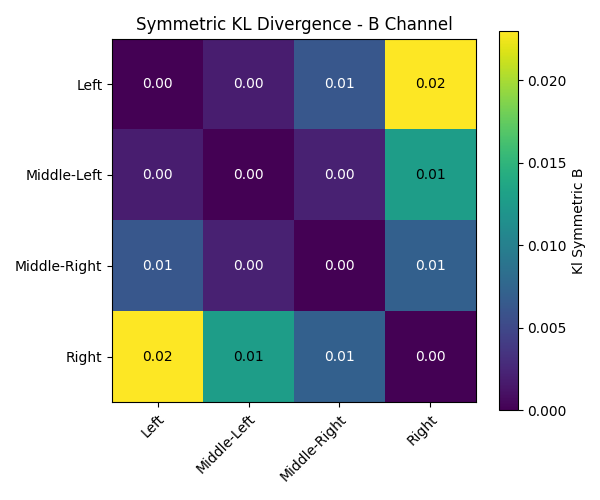 Symmetric KL Divergence - B Channel
Left 0.00 0.00 0.01 0.02
Middle-Left 0.00 0.00 0.00 0.01
Middle-Right 0.01 0.00 0.00 0.01
Right 0.02 0.01 0.01 0.00
Left Middle-Left Middle-Right Right
0.020
0.015
0.010
0.005
0.000
Kl Symmetric B